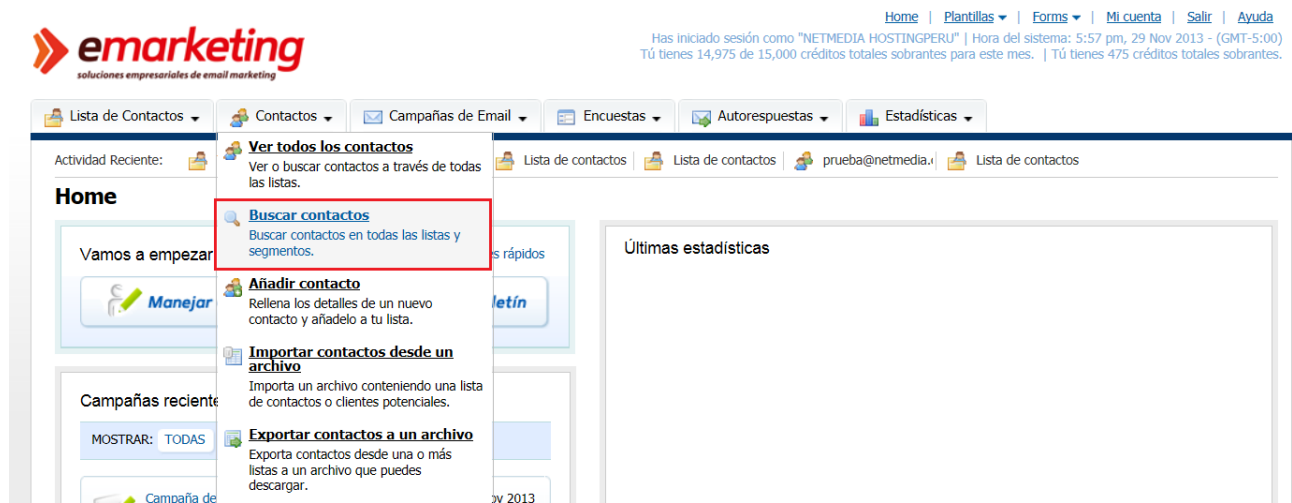 Home | Plantillas | Forms | Mi cuenta | Salir | Ayuda
Has iniciado sesión como "NETMEDIA HOSTINGPERU" | Hora del sistema: 5:57 pm, 29 Nov 2013 - (GMT-5:00)
Tú tienes 14,975 de 15,000 créditos totales sobrantes para este mes. | Tú tienes 475 créditos totales sobrantes.
emarketing
soluciones empresariales de email marketing
Lista de Contactos Contactos Campañas de Email Encuestas Autorespuestas Estadísticas
Actividad Reciente: Lista de contactos Lista de contactos prueba@netmedia. Lista de contactos
Home
Ver todos los contactos
Ver o buscar contactos a través de todas
las listas.
Buscar contactos
Buscar contactos en todas las listas y
segmentos.
Añadir contacto
Rellena los detalles de un nuevo
contacto y añadelo a tu lista.
Importar contactos desde un
archivo
Importa un archivo conteniendo una lista
de contactos o clientes potenciales.
Exportar contactos a un archivo
Exporta contactos desde una o más
listas a un archivo que puedes
descargar.
Vamos a empezar rápidos
Manejar letín
Campañas reciente
MOSTRAR: TODAS
Campaña de ov 2013
Últimas estadísticas